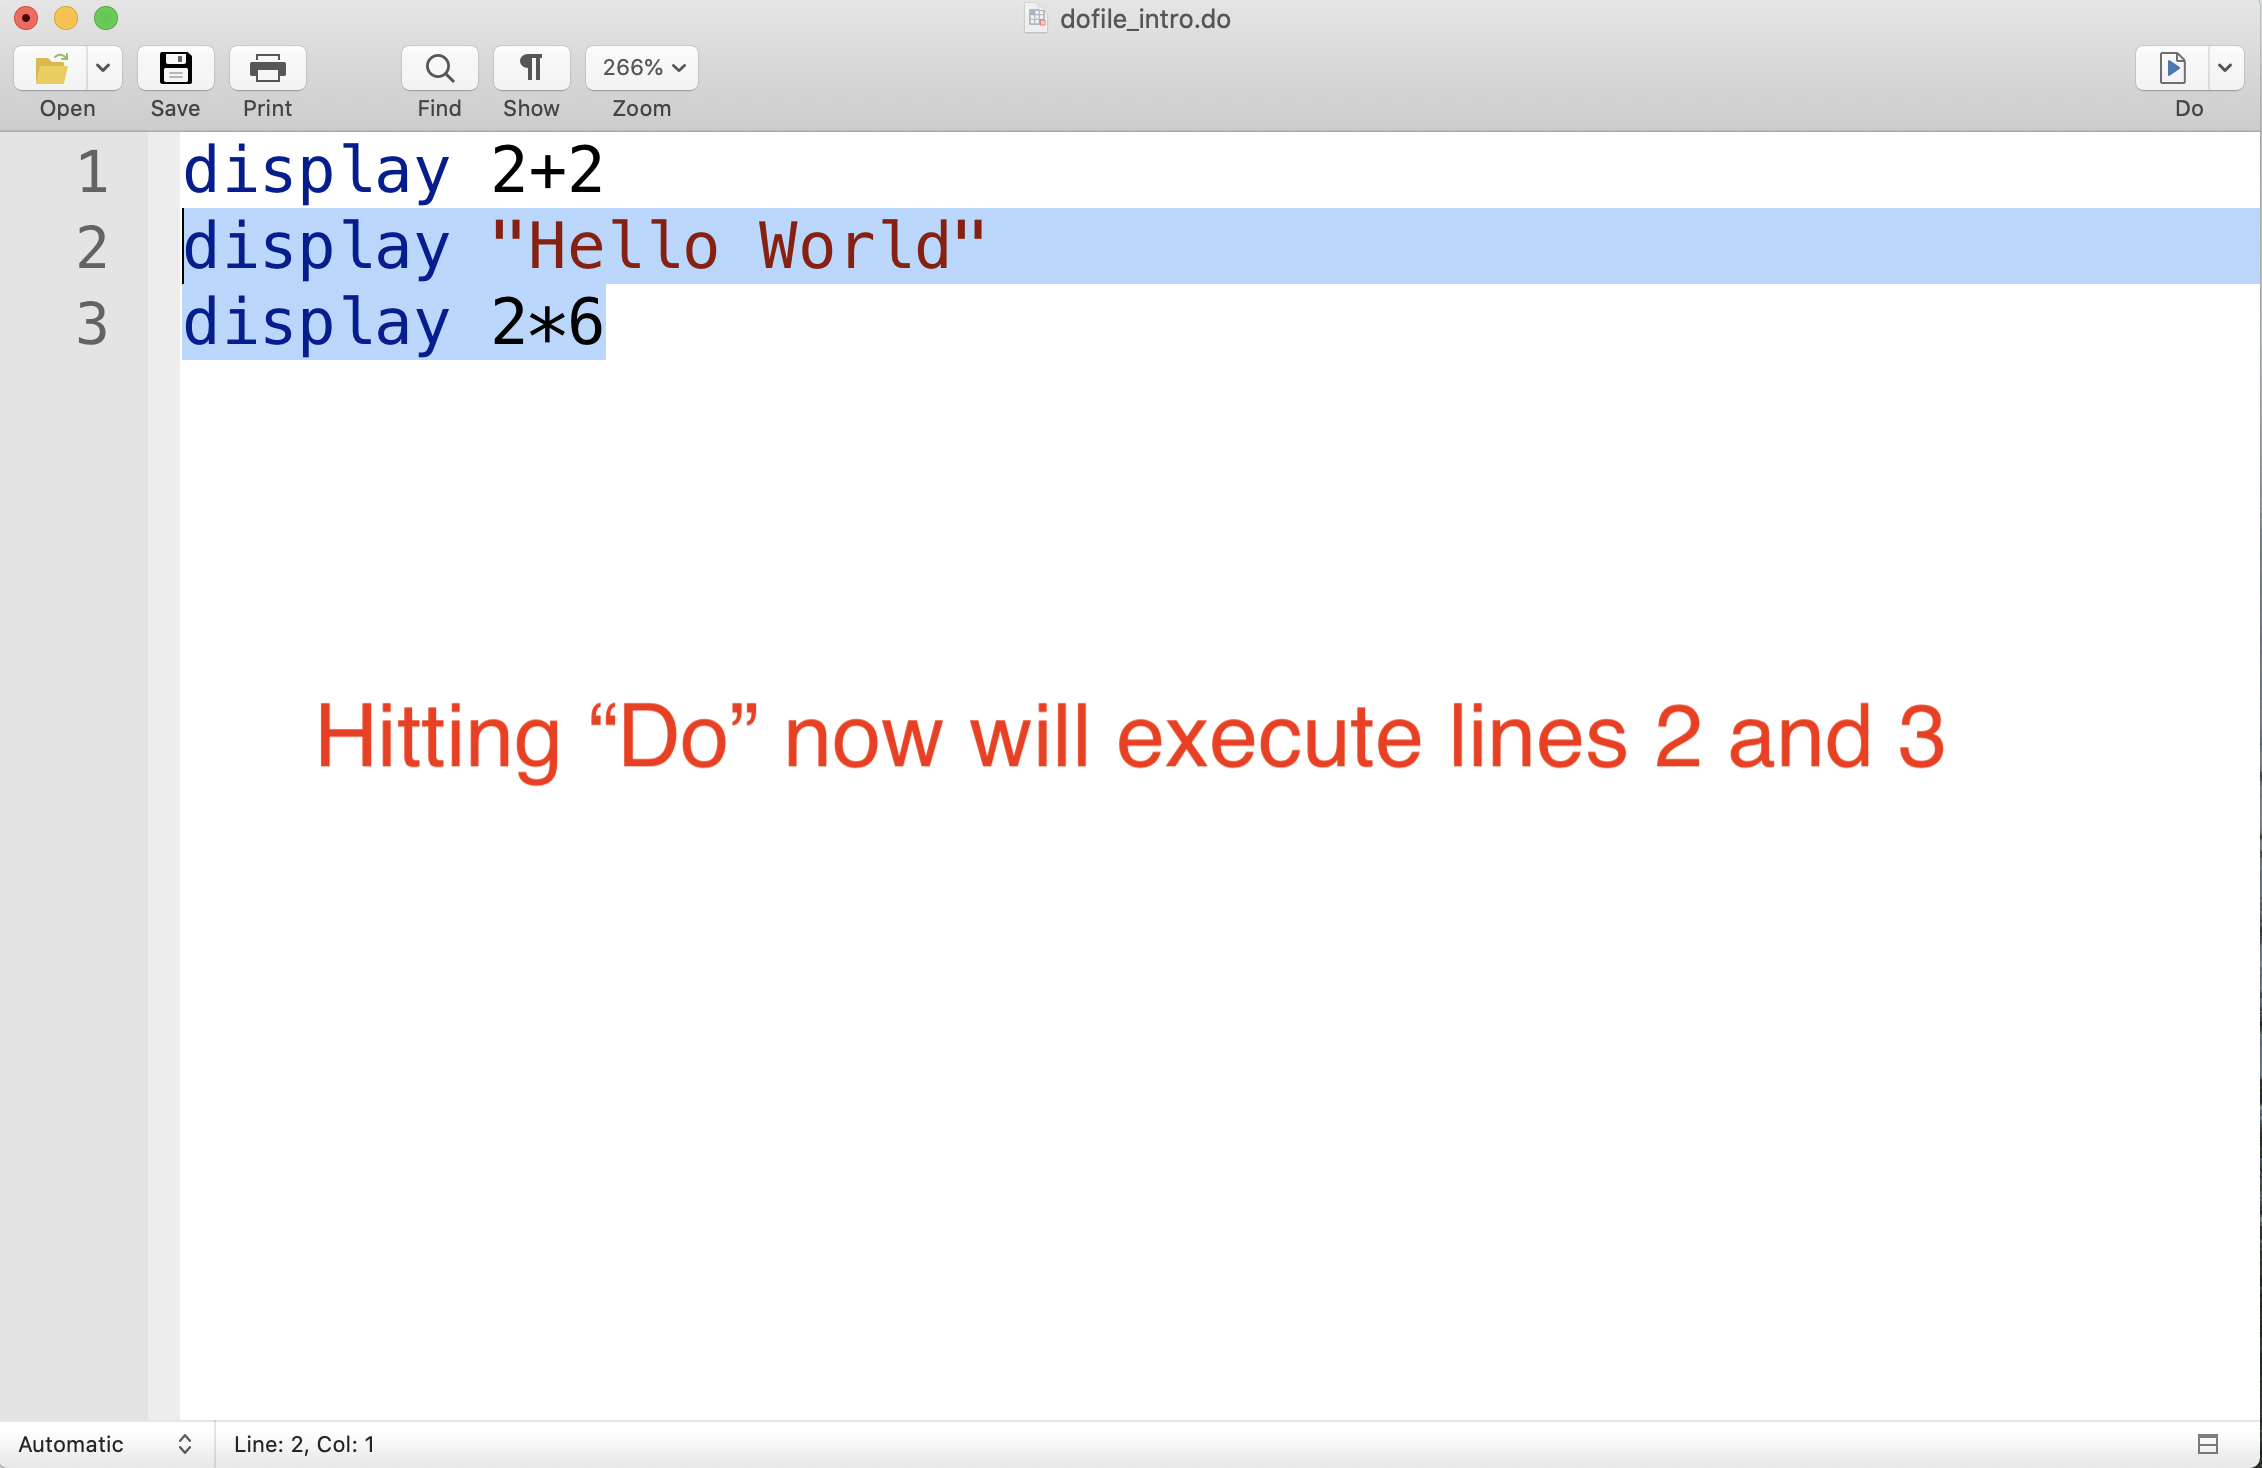 dofile_intro.do
266%
Open Save Print Find Show Zoom Do
1 display 2+2
2 display "Hello World"
3 display 2*6
Hitting “Do” now will execute lines 2 and 3
Automatic Line: 2, Col: 1